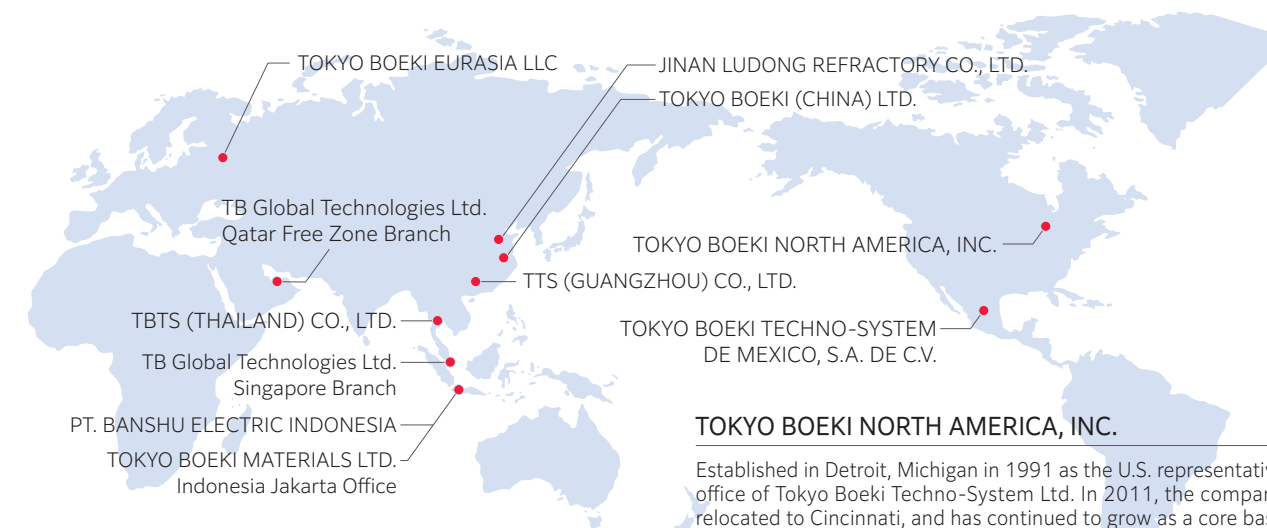 TOKYO BOEKI EURASIA LLC
JINAN LUDONG REFRACTORY CO., LTD.
TOKYO BOEKI (CHINA) LTD.
TB Global Technologies Ltd.
Qatar Free Zone Branch
TOKYO BOEKI NORTH AMERICA, INC.
TTS (GUANGZHOU) CO., LTD.
TBTS (THAILAND) CO., LTD.
TOKYO BOEKI TECHNO-SYSTEM
DE MEXICO, S.A. DE C.V.
TB Global Technologies Ltd.
Singapore Branch
PT. BANSHU ELECTRIC INDONESIA
TOKYO BOEKI MATERIALS LTD.
Indonesia Jakarta Office
TOKYO BOEKI NORTH AMERICA, INC.
Established in Detroit, Michigan in 1991 as the U.S. representativ
office of Tokyo Boeki Techno-System Ltd. In 2011, the compan
relocated to Cincinnati, and has continued to grow as a core bas